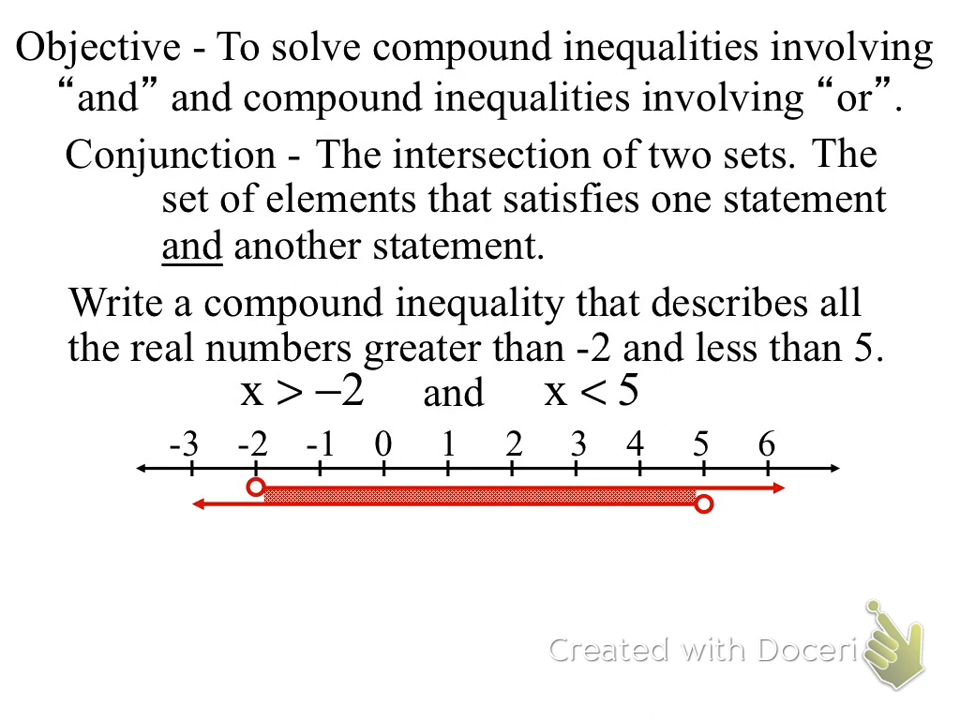 Objective - To solve compound inequalities involving
“and” and compound inequalities involving “or”.
Conjunction - The intersection of two sets. The
set of elements that satisfies one statement
and another statement.
Write a compound inequality that describes all
the real numbers greater than -2 and less than 5.
x > −2 and x < 5
-3 -2 -1 0 1 2 3 4 5 6
Created with Doceri